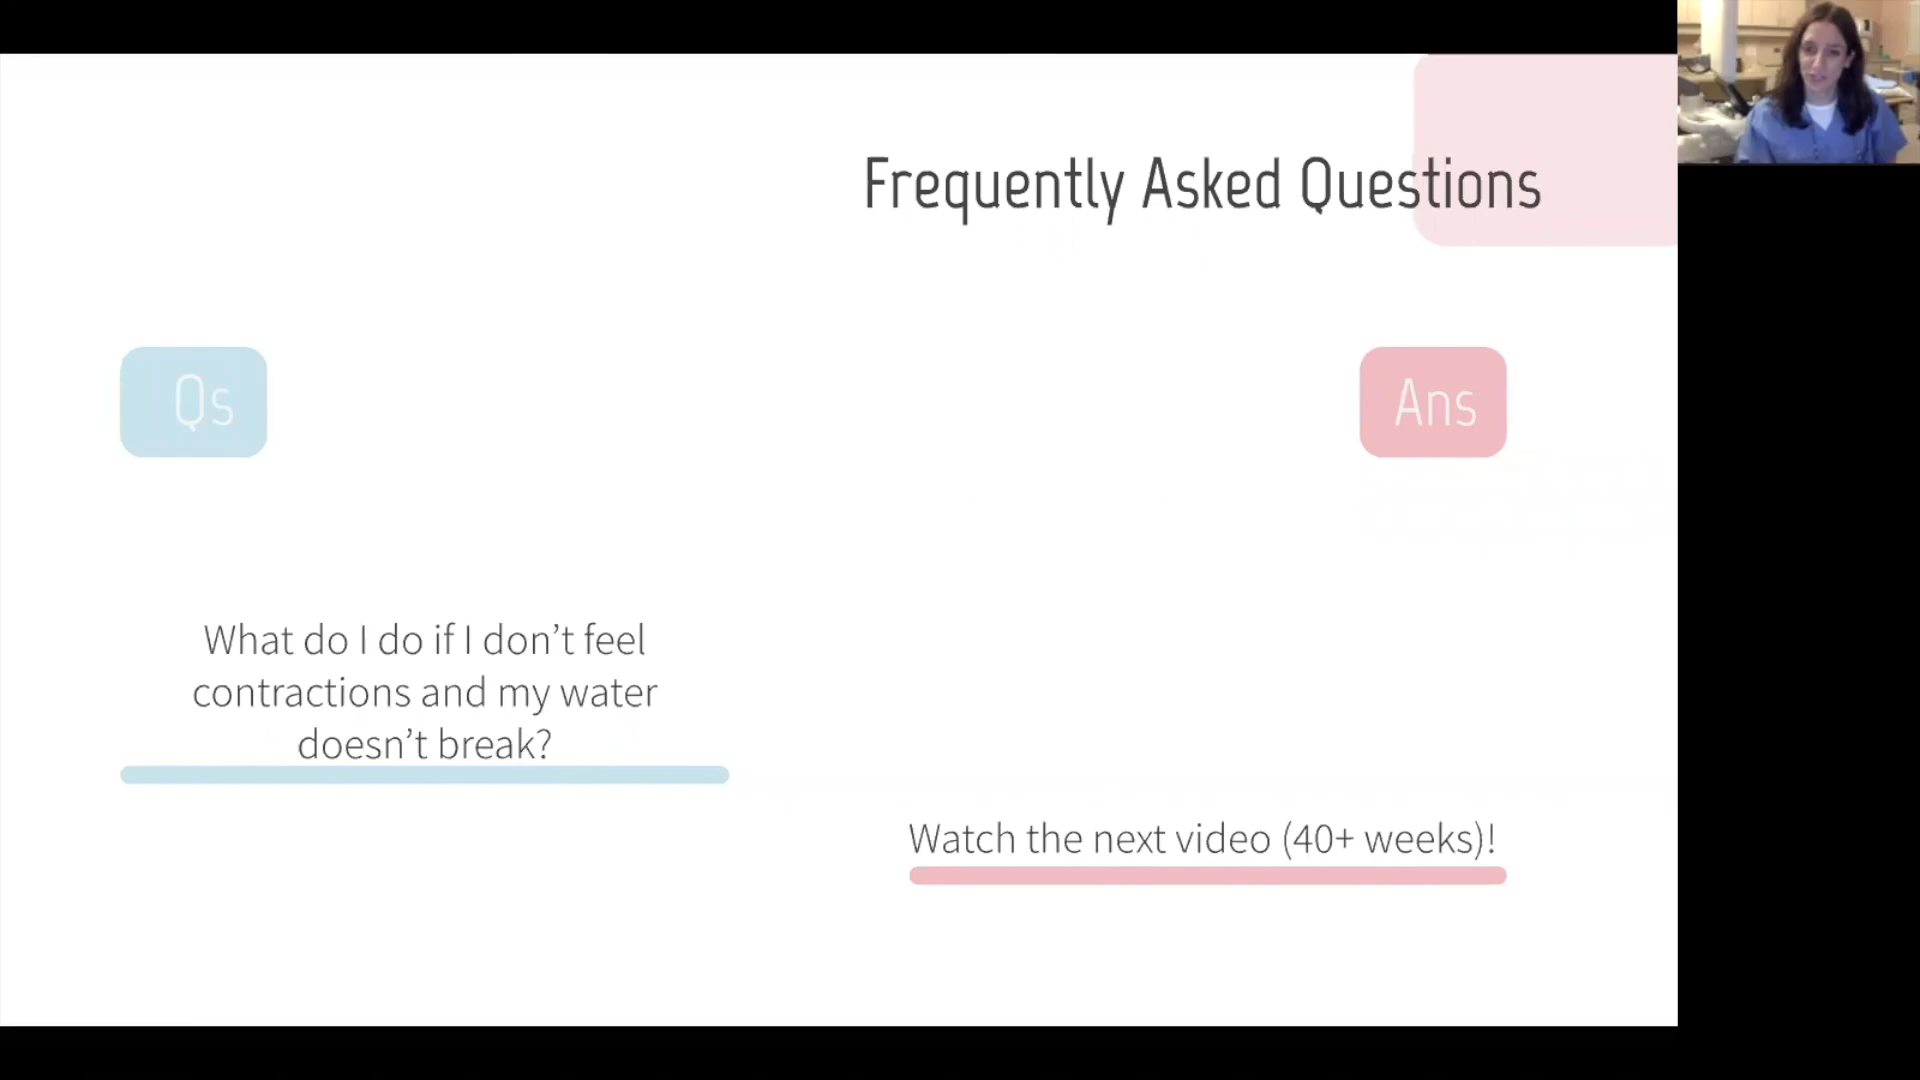 Frequently Asked Questions
Qs
Ans
What do I do if I don’t feel
contractions and my water
doesn’t break?
Watch the next video (40+ weeks)!